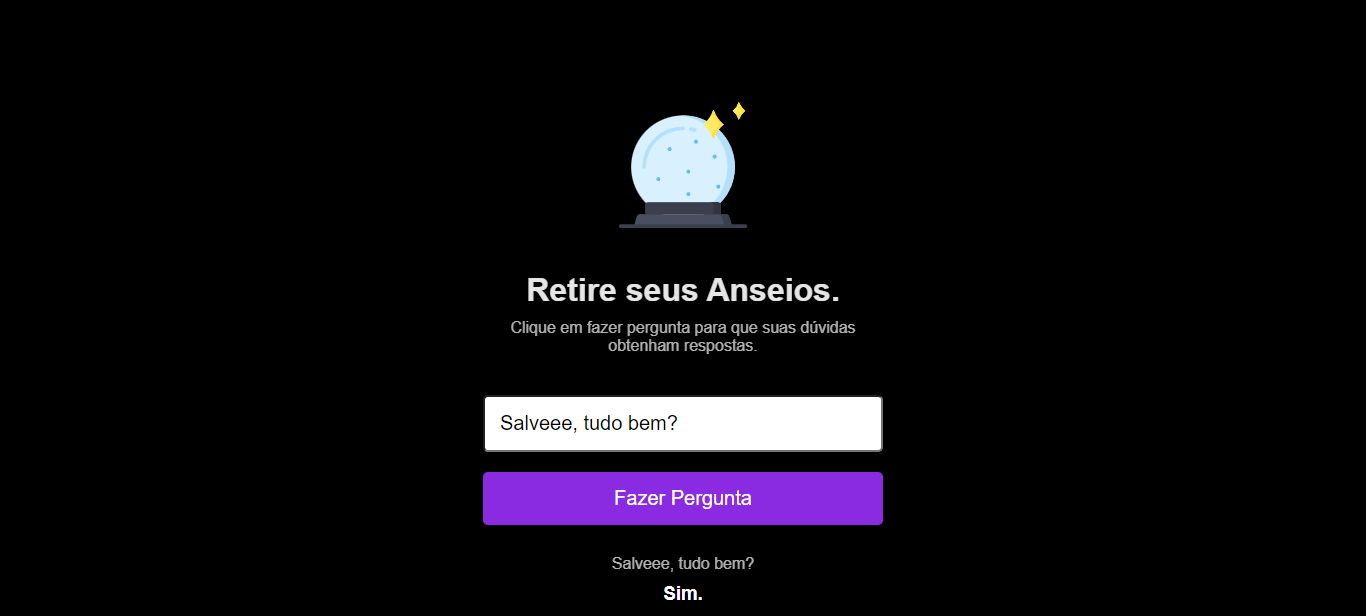 Retire seus Anseios.
Clique em fazer pergunta para que suas dúvidas
obtenham respostas.
Salveee, tudo bem?
Fazer Pergunta
Salveee, tudo bem?
Sim.